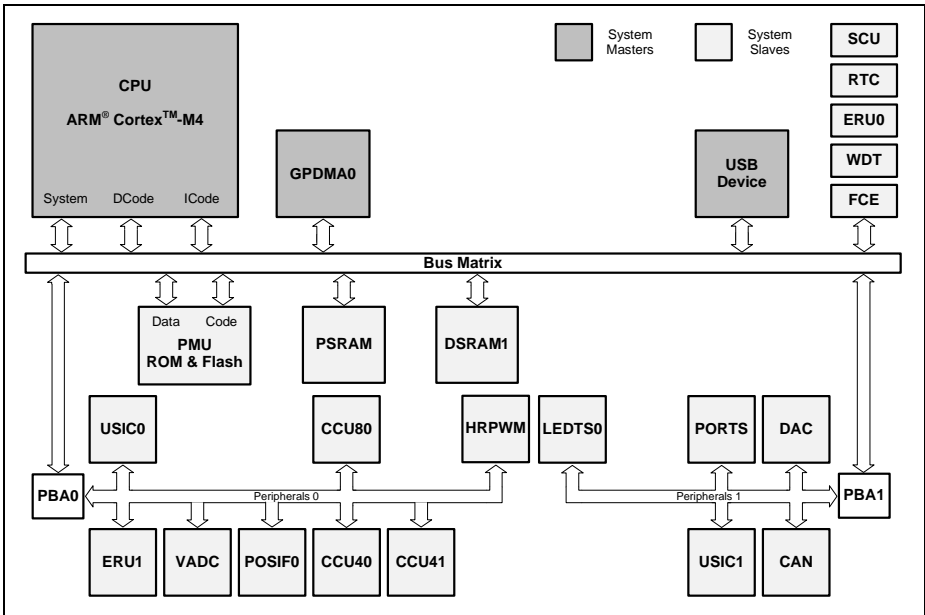 CPU
ARM® Cortex™-M4
System DCode ICode
GPDMA0
System
Masters
System
Slaves
USB
Device
SCU
RTC
ERU0
WDT
FCE
Bus Matrix
Data Code
PMU
ROM & Flash
PSRAM
DSRAM1
USIC0
CCU80
HRPWM
LEDTS0
PORTS
DAC
PBA0
Peripherals 0
Peripherals 1
PBA1
ERU1
VADC
POSIF0
CCU40
CCU41
USIC1
CAN